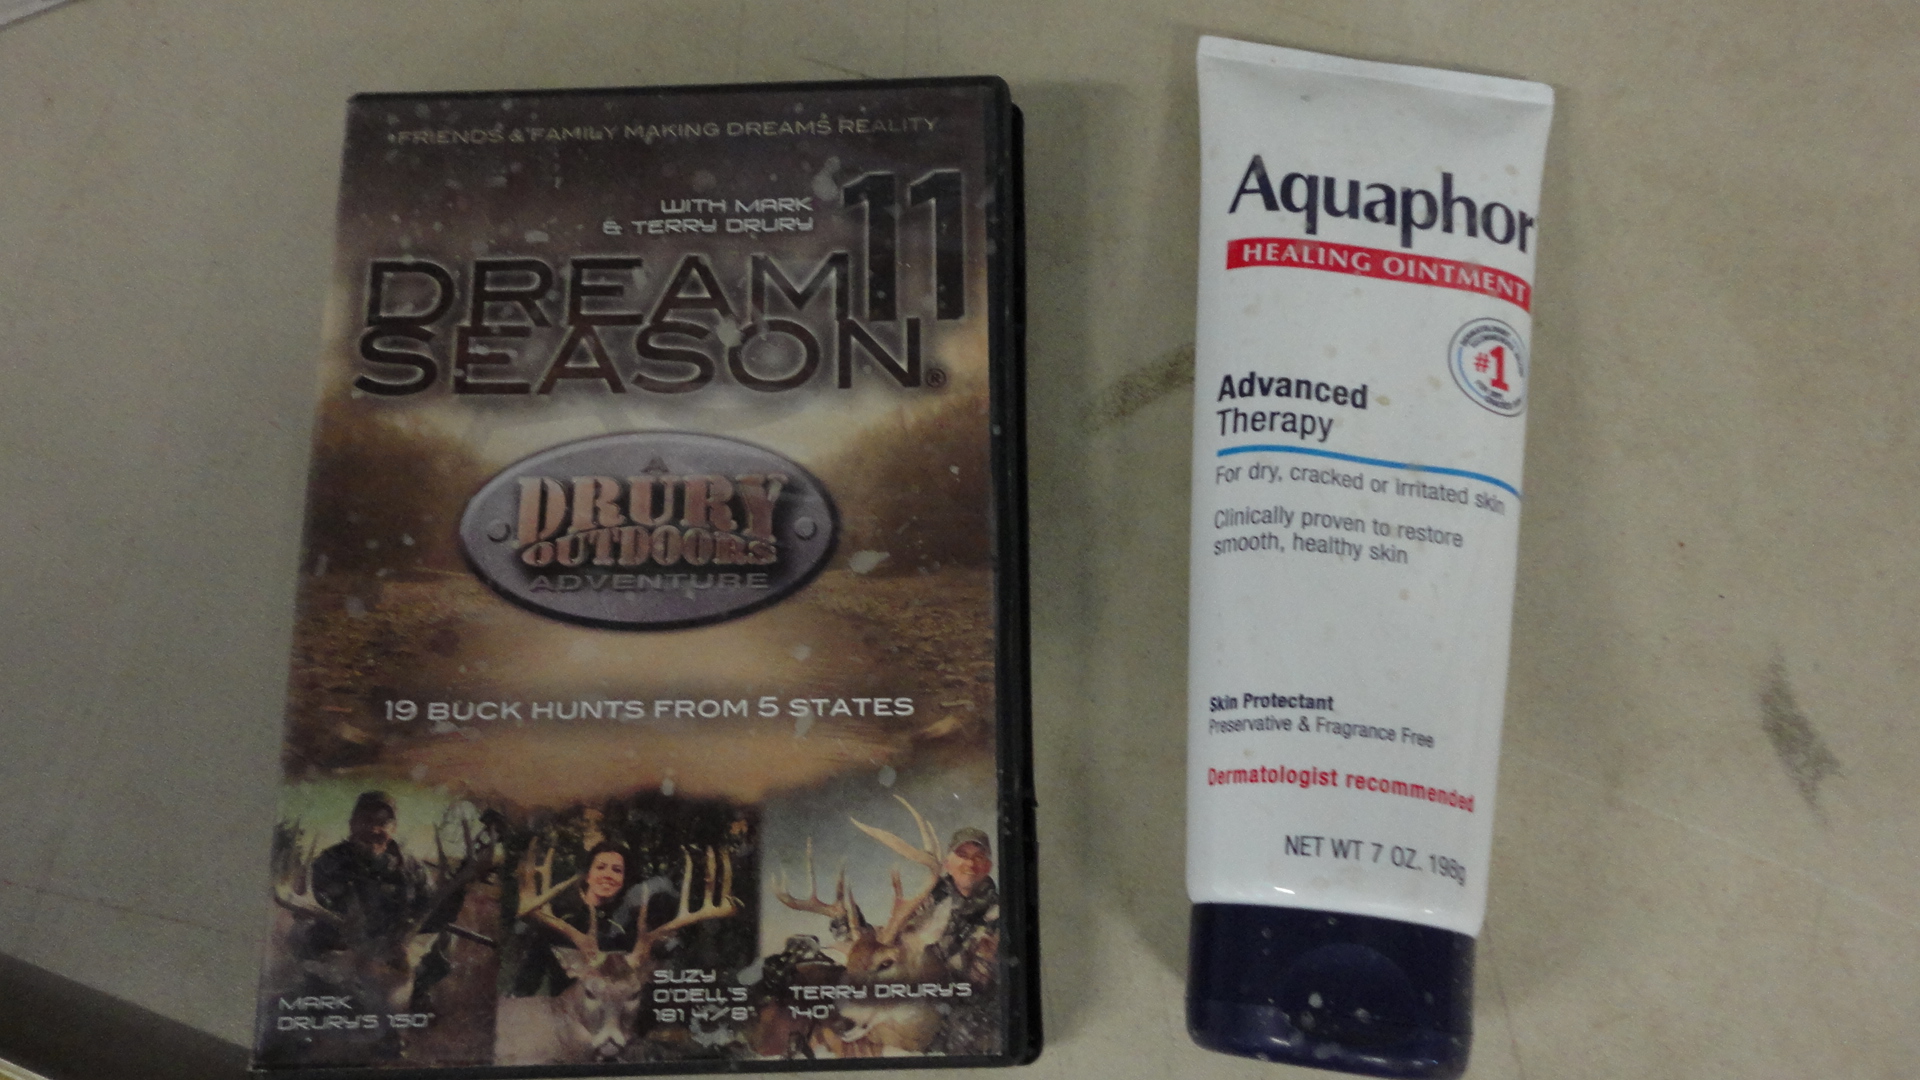 FRIENDS & FAMILY MAKING DREAMS REALITY
WITH MARK
& TERRY DRURY
11
DREAM
SEASON®
A
DRURY
OUTDOORS
ADVENTURE
19 BUCK HUNTS FROM 5 STATES
MARK
DRURY'S 150"
SUZY
O'DELL'S
181 4/8"
TERRY DRURY'S
140"
Aquaphor
HEALING OINTMENT
#1
Advanced
Therapy
For dry, cracked or irritated skin
Clinically proven to restore
smooth, healthy skin
Skin Protectant
Preservative & Fragrance Free
Dermatologist recommended
NET WT 7 OZ. 198g